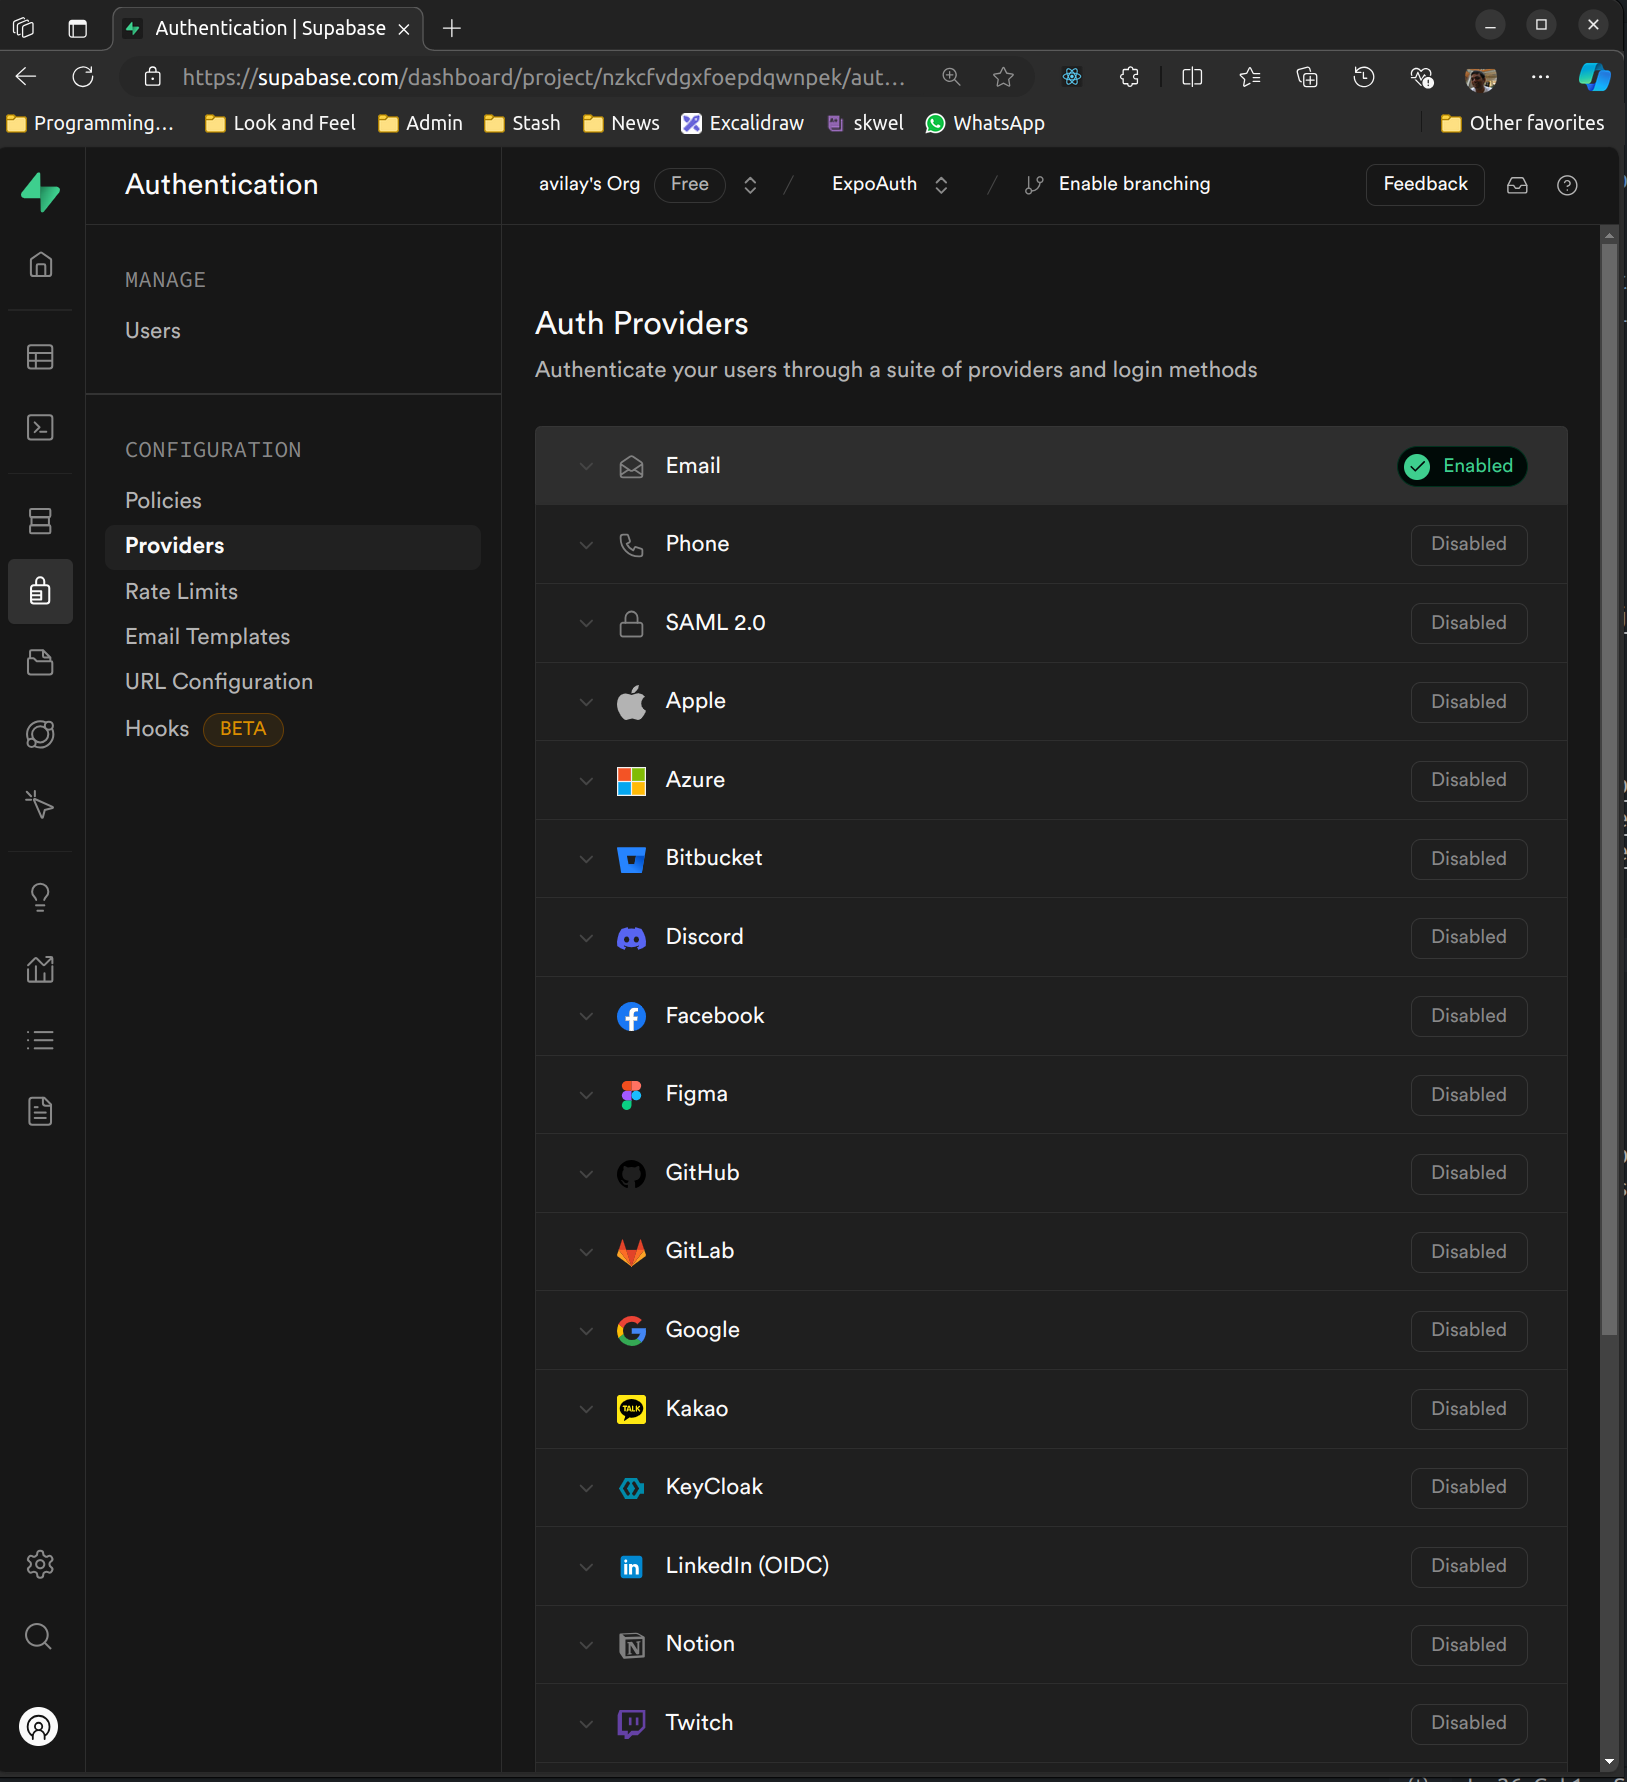 Authentication | Supabase
https://supabase.com/dashboard/project/nzkcfvdgxfoepdqwnpek/aut...
Programming... Look and Feel Admin Stash News Excalidraw skwel WhatsApp Other favorites
Authentication
avilay's Org Free / ExpoAuth / Enable branching Feedback
MANAGE
Users
CONFIGURATION
Policies
Providers
Rate Limits
Email Templates
URL Configuration
Hooks BETA
Auth Providers
Authenticate your users through a suite of providers and login methods
Email Enabled
Phone Disabled
SAML 2.0 Disabled
Apple Disabled
Azure Disabled
Bitbucket Disabled
Discord Disabled
Facebook Disabled
Figma Disabled
GitHub Disabled
GitLab Disabled
Google Disabled
TALK Kakao Disabled
KeyCloak Disabled
LinkedIn (OIDC) Disabled
Notion Disabled
Twitch Disabled